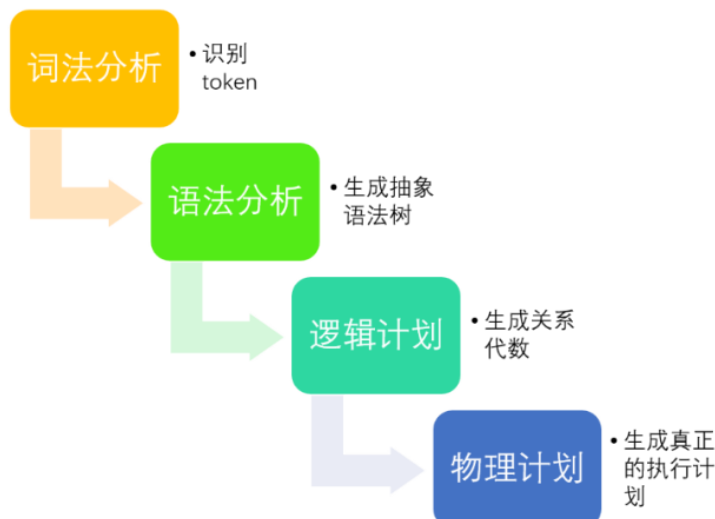 词法分析
• 识别
token
语法分析
• 生成抽象
语法树
逻辑计划
• 生成关系
代数
物理计划
• 生成真正
的执行计
划